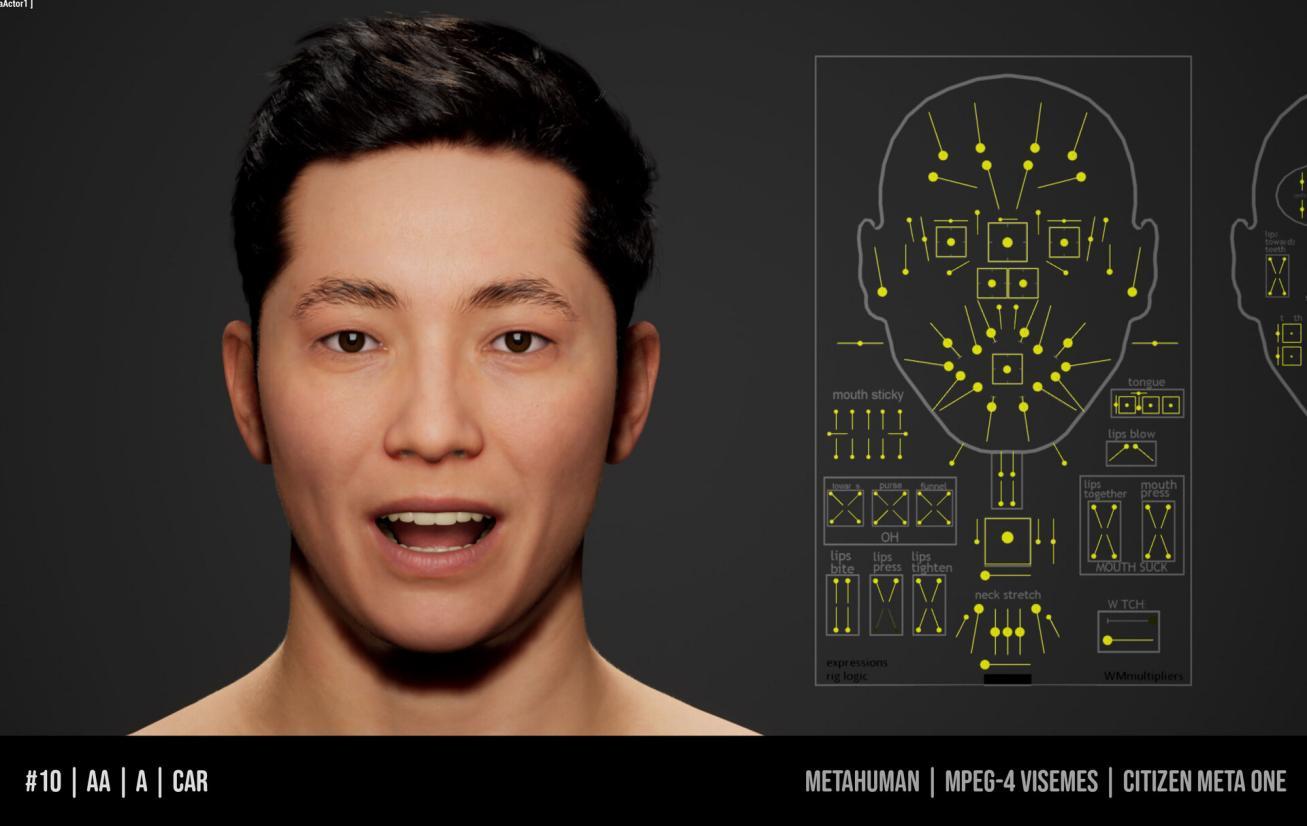 aActor1 ]
mouth sticky
tongue
lips blow
purse
funnel
OH
lips
together
mouth
press
MOUTH SUCK
lips
bite
lips
press
lips
tighten
neck stretch
expressions
rig logic
WMmultipliers
lips
towards
teeth
t th
#10 | AA | A | CAR
METAHUMAN | MPEG-4 VISEMES | CITIZEN META ONE